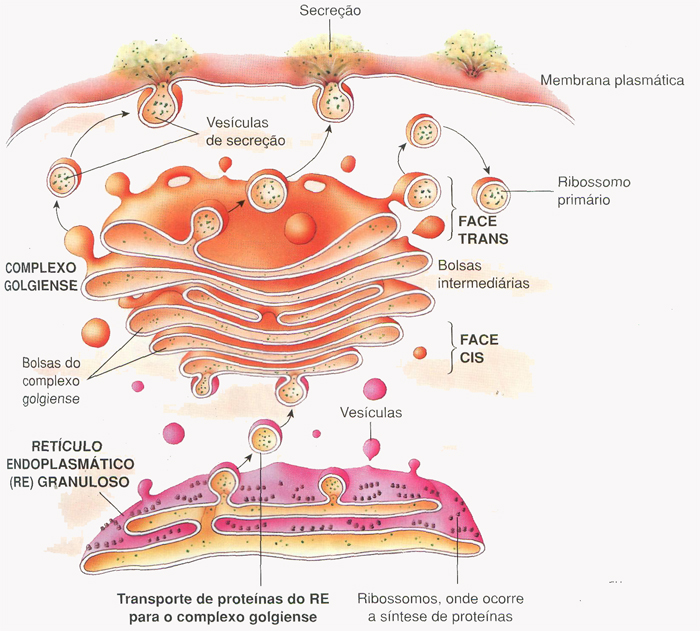 Secreção
Membrana plasmática
Vesículas
de secreção
Ribossomo
primário
FACE
TRANS
COMPLEXO
GOLGIENSE
Bolsas
intermediárias
FACE
CIS
Bolsas do
complexo
golgiense
Vesículas
RETÍCULO
ENDOPLASMÁTICO
(RE) GRANULOSO
Transporte de proteínas do RE
para o complexo golgiense
Ribossomos, onde ocorre
a síntese de proteínas